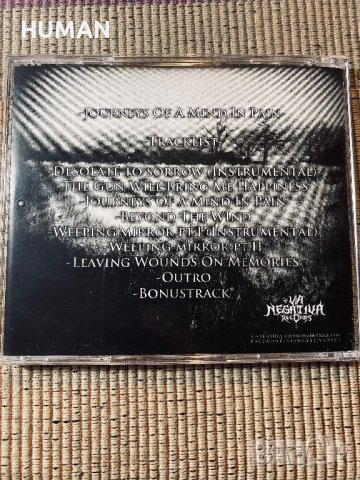 -Journeys Of A Mind In Pain-
-Tracklist-
Desolate to sorrow (Instrumental)
-The Gun Will Bring Me Happiness
-Journeys Of a Mind in Pain
-Beyond The Wind
Weeping mirror pt.I (Instrumental)
-Weeping mirror pt.II
-Leaving Wounds On Memories
-Outro
-Bonustrack
VIA
NEGATIVA
RECORDS